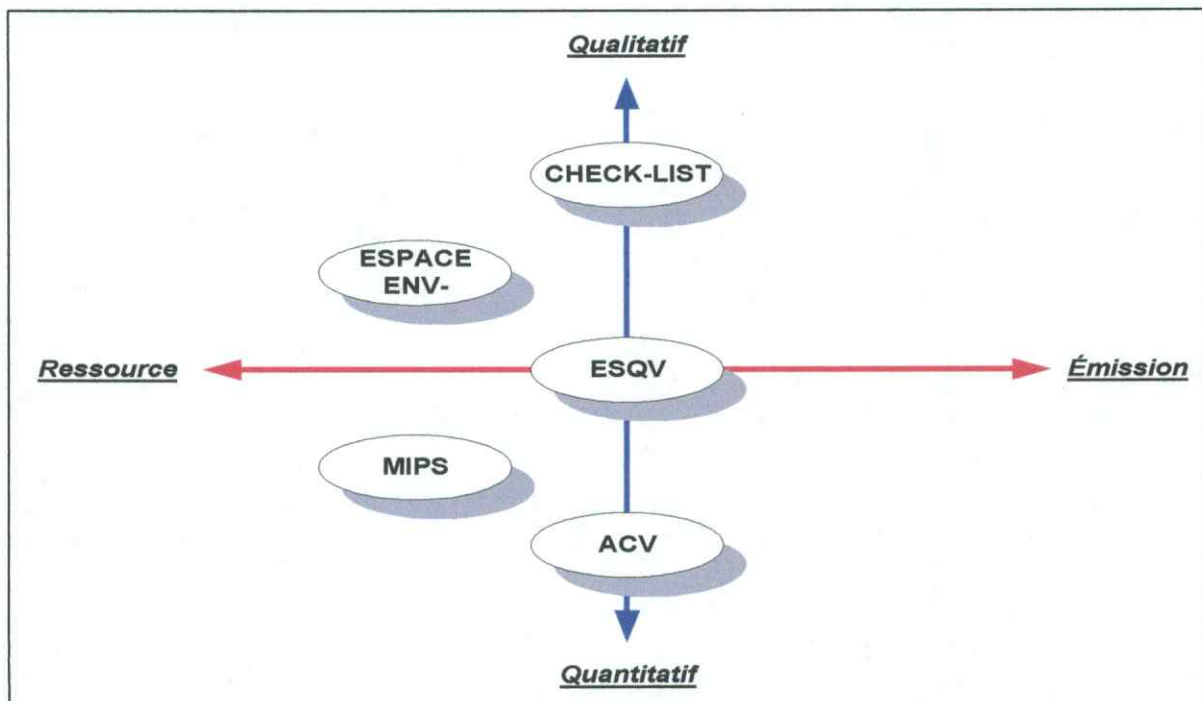 Qualitatif
CHECK-LIST
ESPACE
ENV-
Ressource
ESQV
Émission
MIPS
ACV
Quantitatif